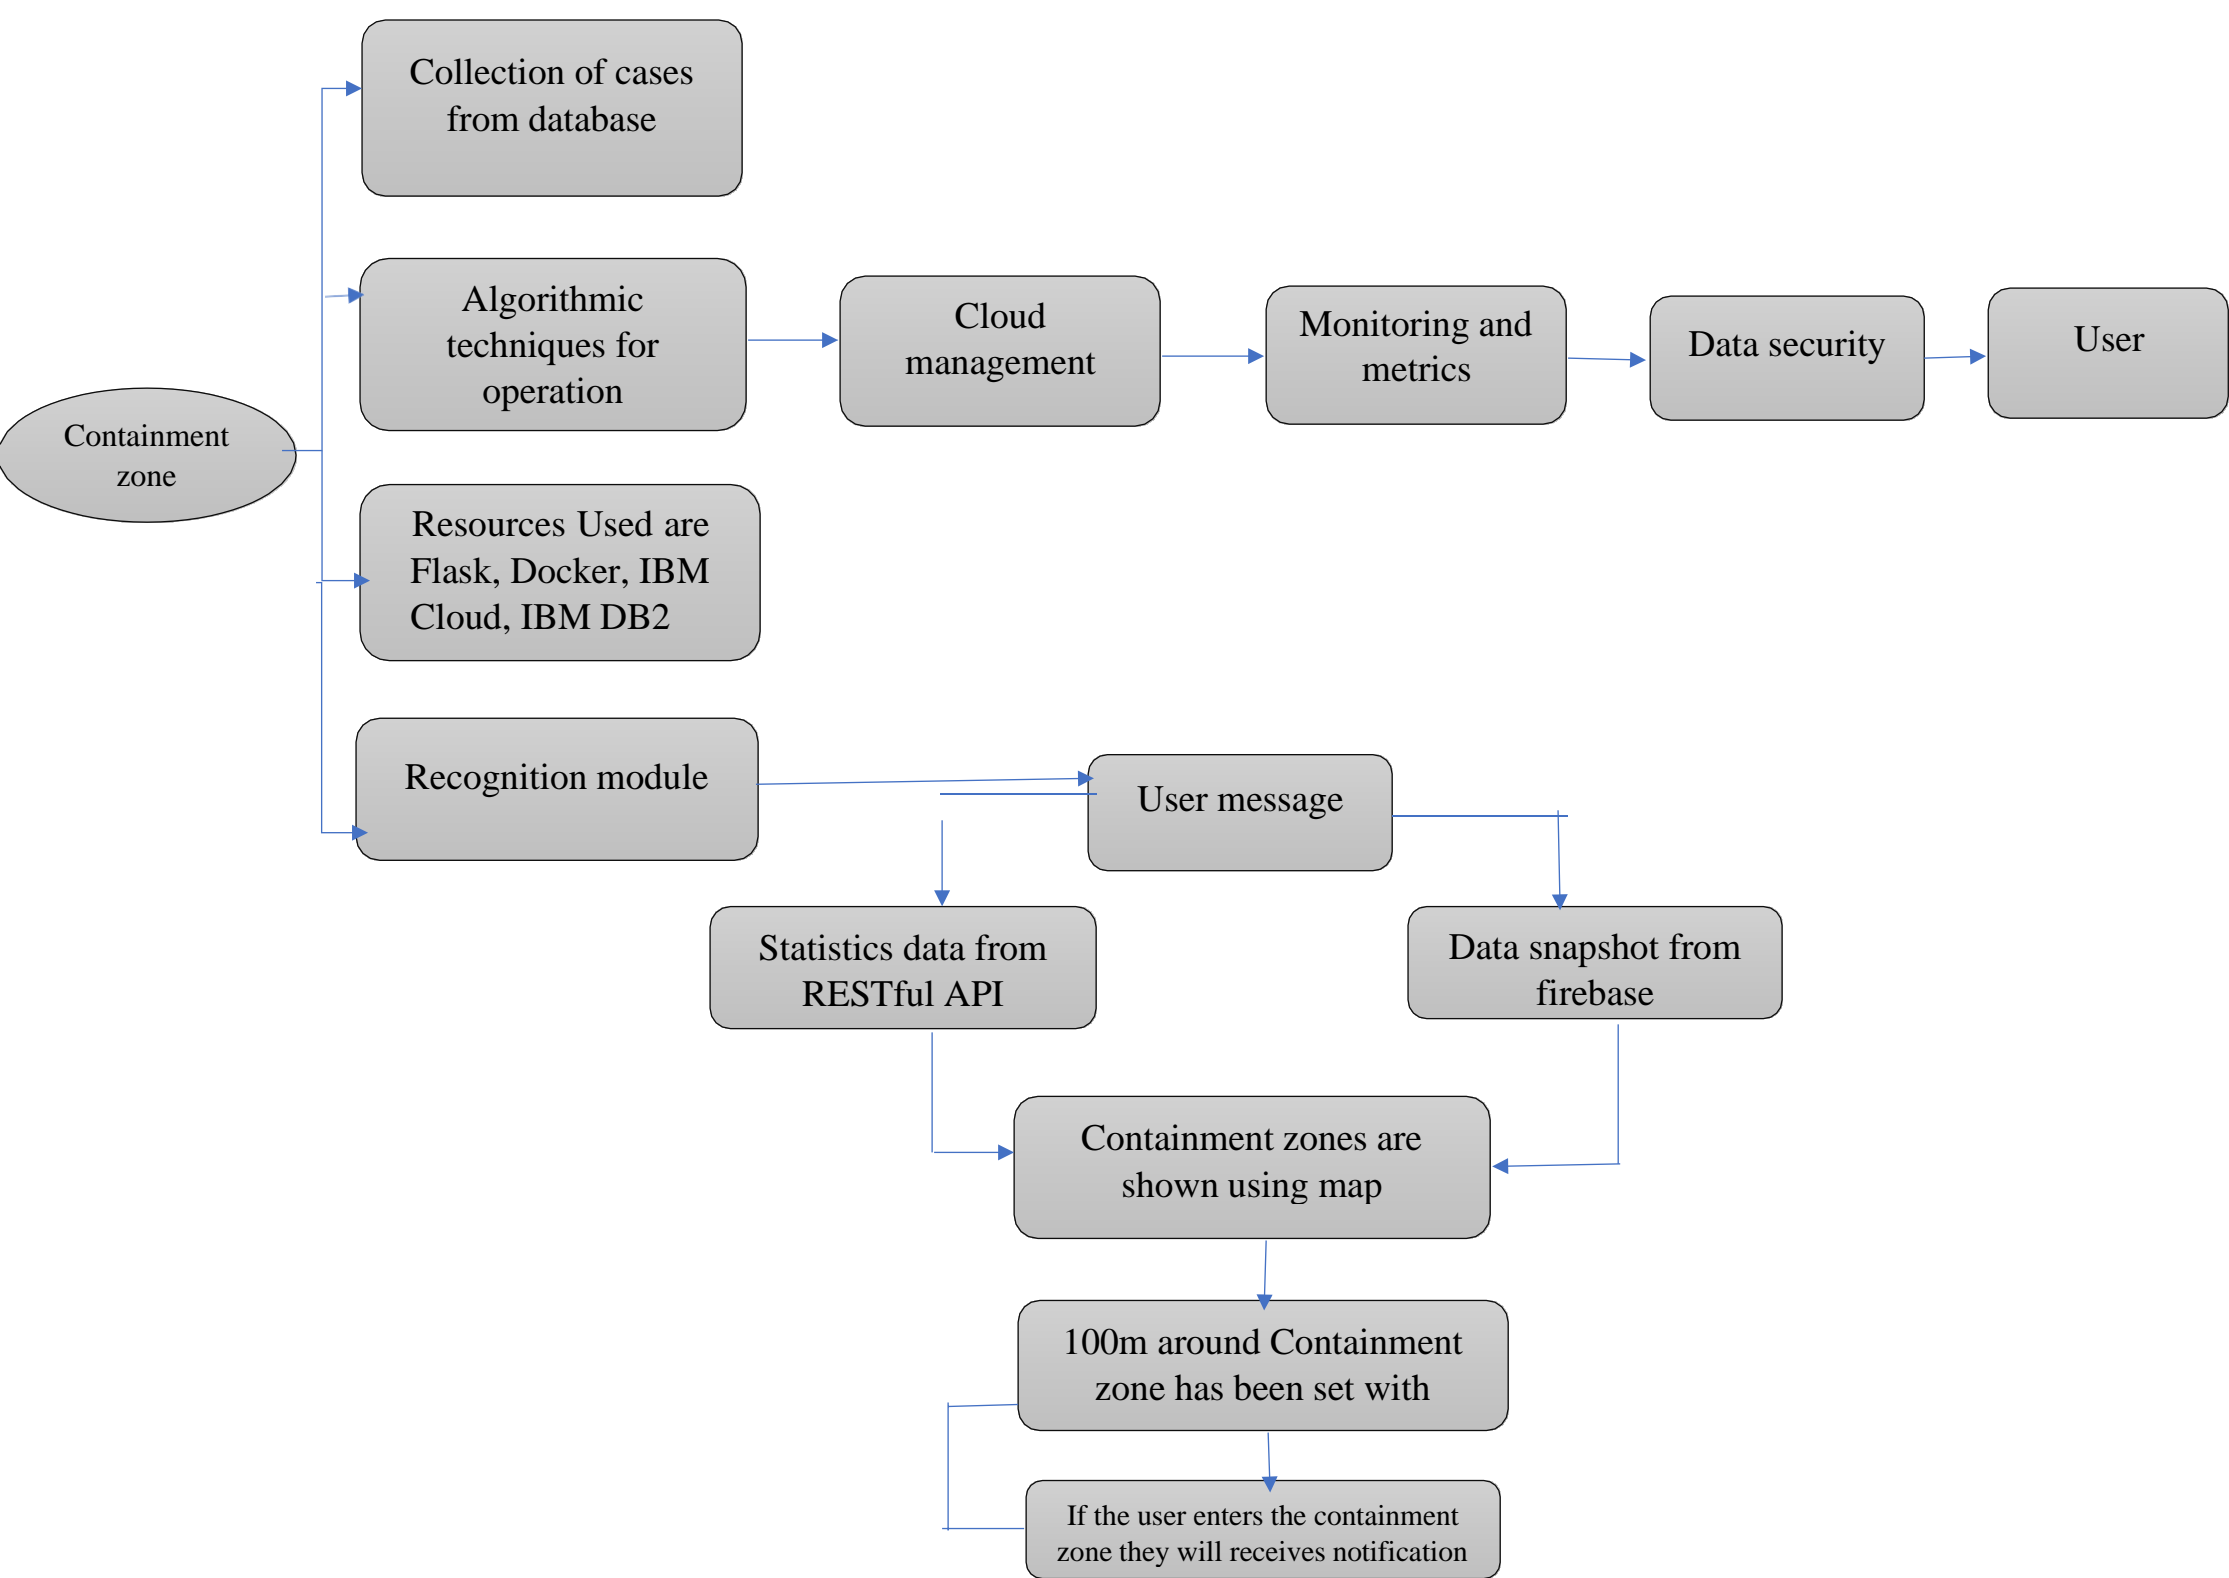 Collection of cases
from database
Algorithmic
techniques for
operation
Cloud
management
Monitoring and
metrics
Data security
User
Containment
zone
Resources Used are
Flask, Docker, IBM
Cloud, IBM DB2
Recognition module
User message
Statistics data from
RESTful API
Data snapshot from
firebase
Containment zones are
shown using map
100m around Containment
zone has been set with
If the user enters the containment
zone they will receives notification